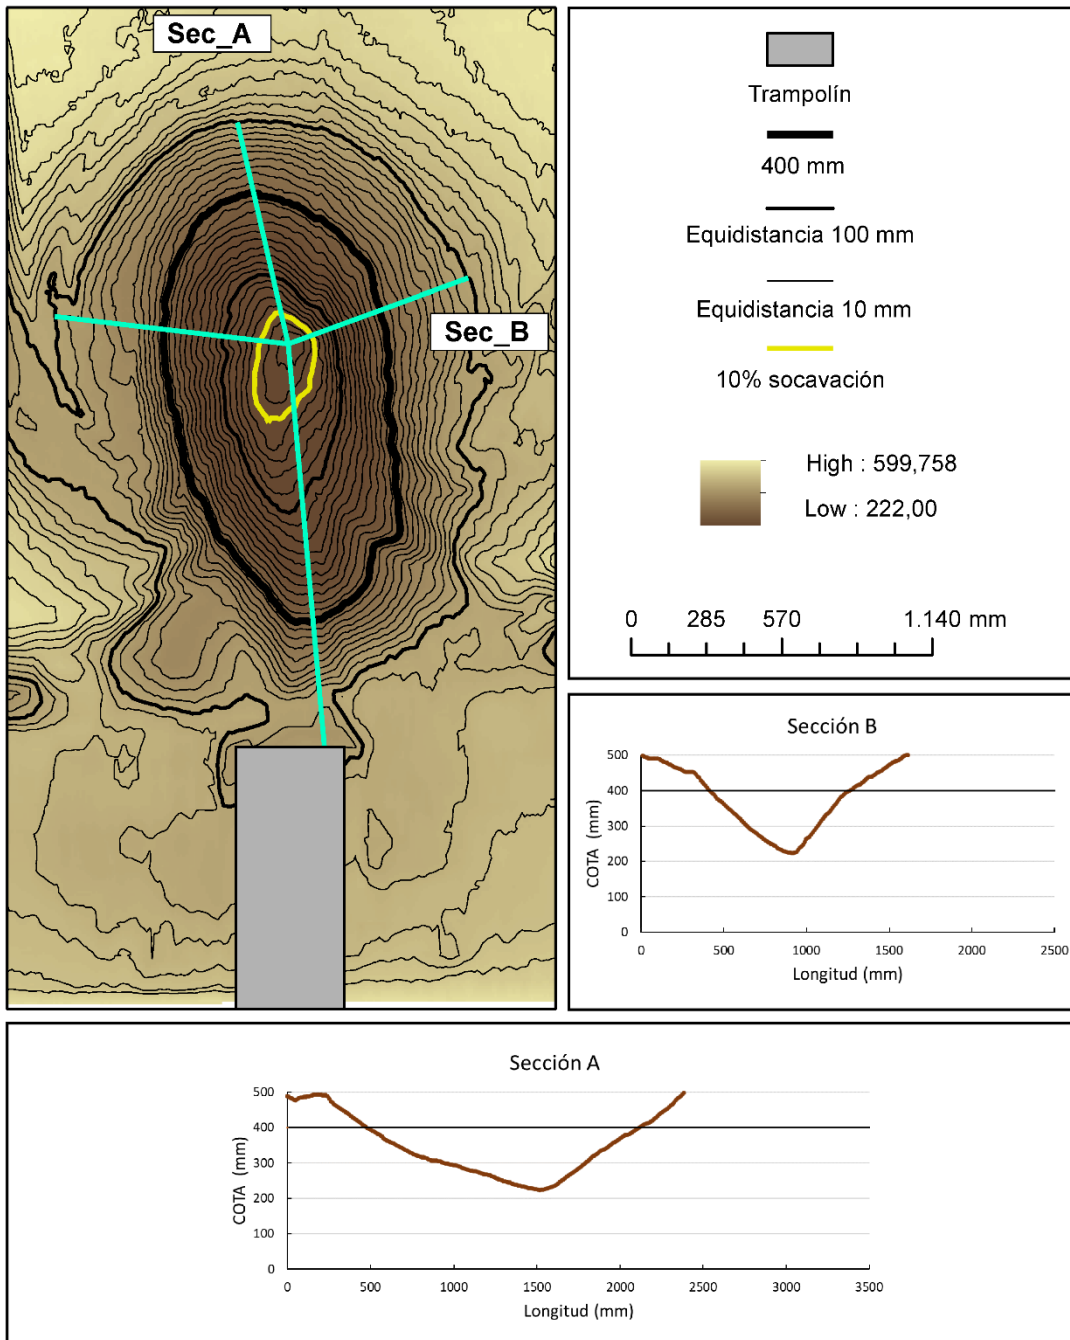 Sec_A
Sec_B
Trampolín
400 mm
Equidistancia 100 mm
Equidistancia 10 mm
10% socavación
High : 599,758
Low : 222,00
0 285 570 1.140 mm
Sección B
500
400
300
200
100
0
COTA (mm)
0 500 1000 1500 2000 2500
Longitud (mm)
Sección A
500
400
300
200
100
0
COTA (mm)
0 500 1000 1500 2000 2500 3000 3500
Longitud (mm)